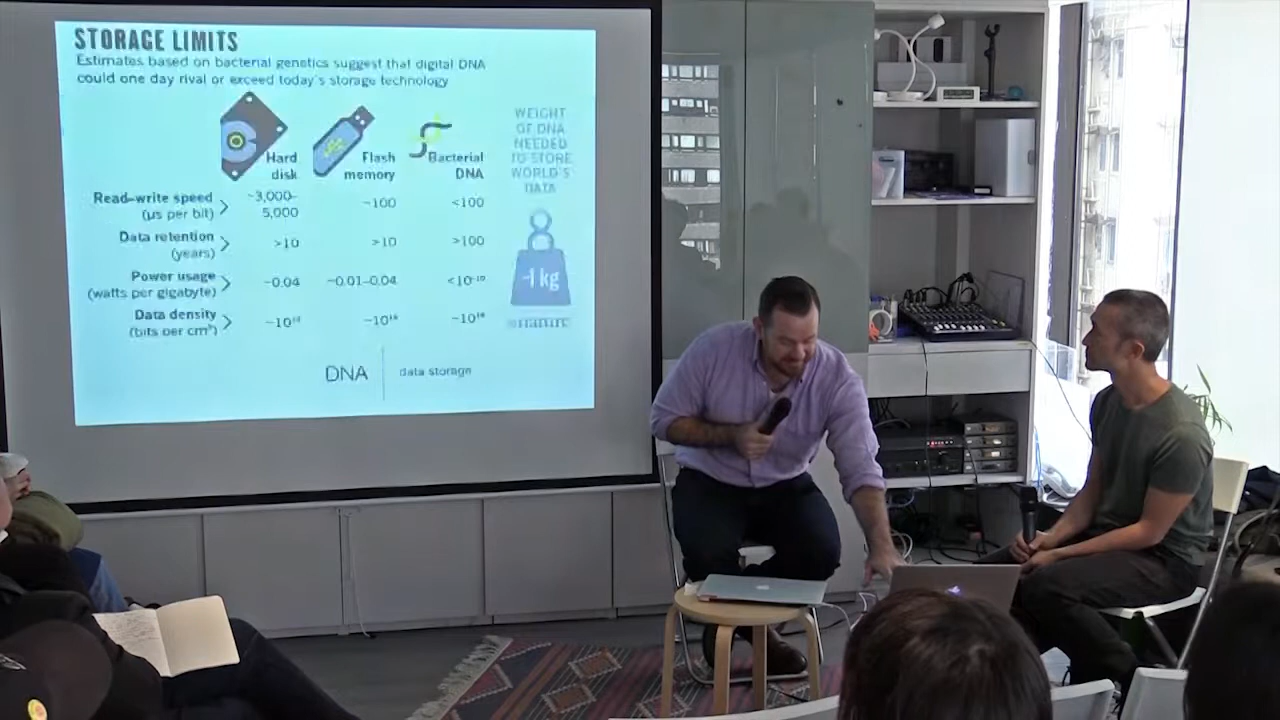 STORAGE LIMITS
Estimates based on bacterial genetics suggest that digital DNA
could one day rival or exceed today's storage technology
Hard
disk
Flash
memory
Bacterial
DNA
WEIGHT
OF DNA
NEEDED
TO STORE
WORLD'S
DATA
Read–write speed
(µs per bit)
~3,000–
5,000
~100
<100
Data retention
(years)
>10
>10
>100
Power usage
(watts per gigabyte)
~0.04
~0.01–0.04
<10⁻¹⁰
~1 kg
Data density
(bits per cm³)
DNA
data storage